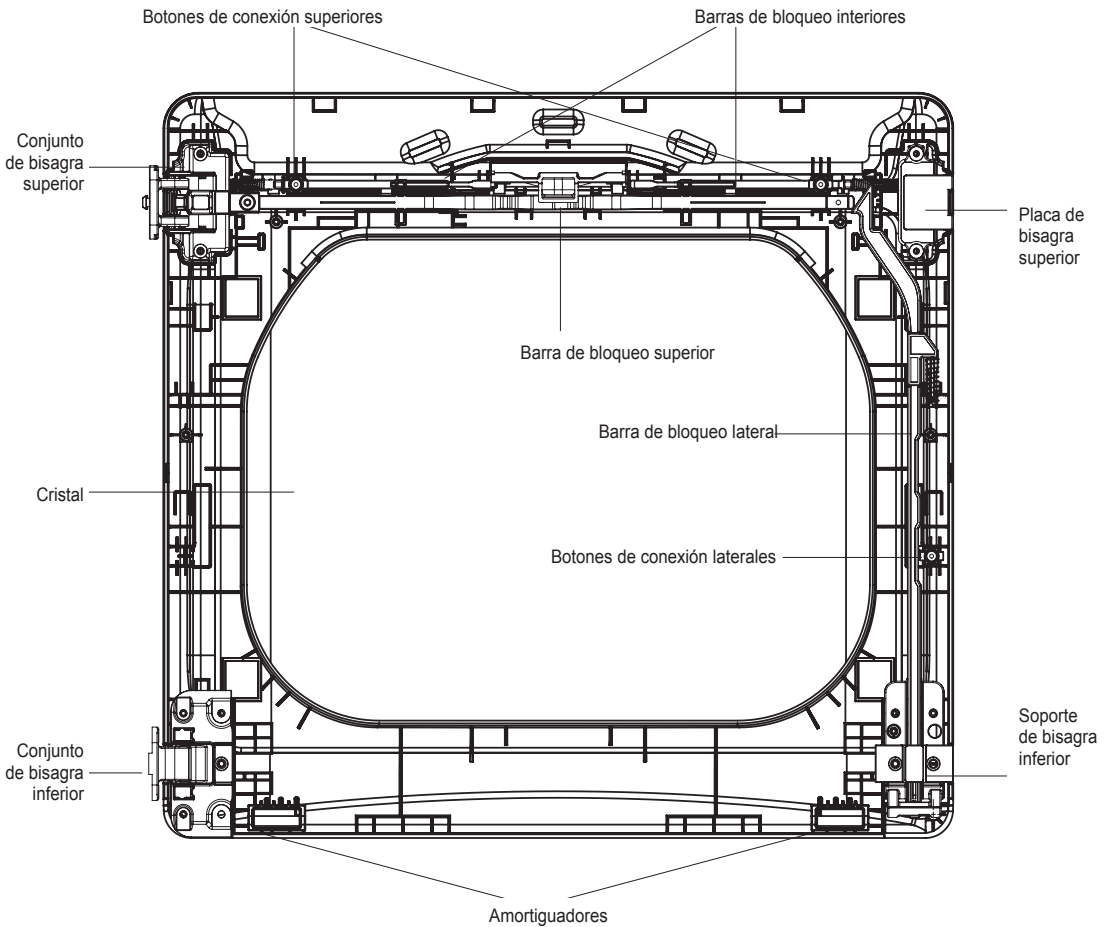 Botones de conexión superiores
Barras de bloqueo interiores
Conjunto
de bisagra
superior
Placa de
bisagra
superior
Barra de bloqueo superior
Barra de bloqueo lateral
Cristal
Botones de conexión laterales
Conjunto
de bisagra
inferior
Soporte
de bisagra
inferior
Amortiguadores